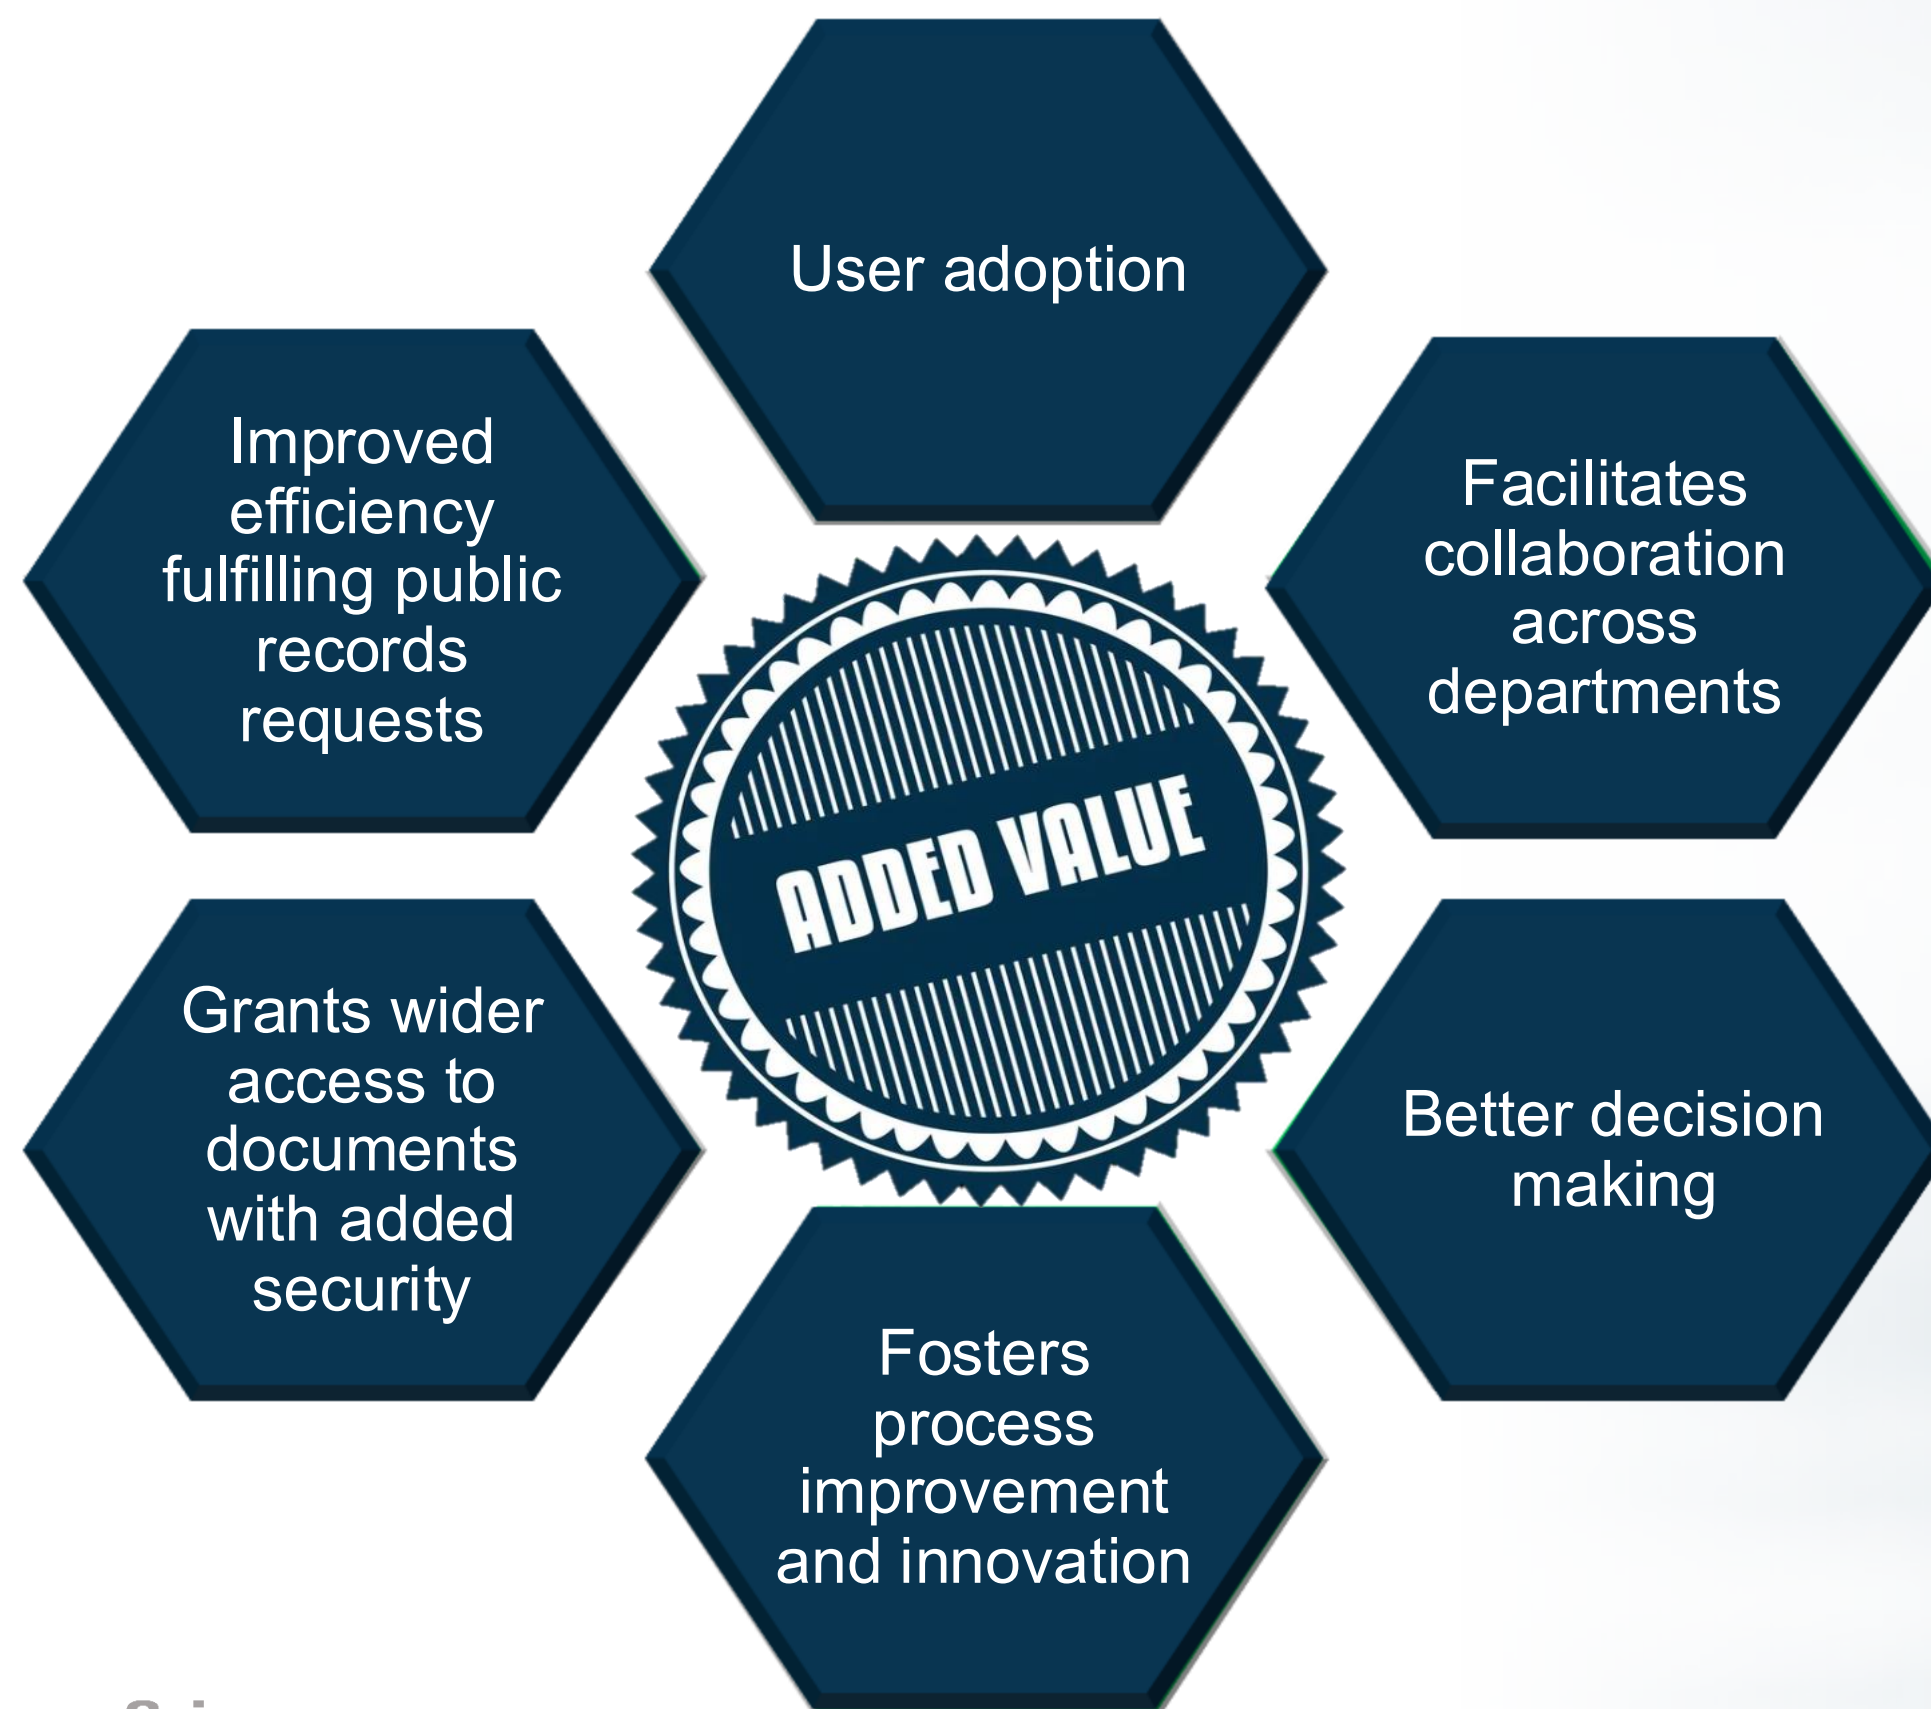 User adoption
Improved
efficiency
fulfilling public
records
requests
Facilitates
collaboration
across
departments
ADDED VALUE
Grants wider
access to
documents
with added
security
Better decision
making
Fosters
process
improvement
and innovation